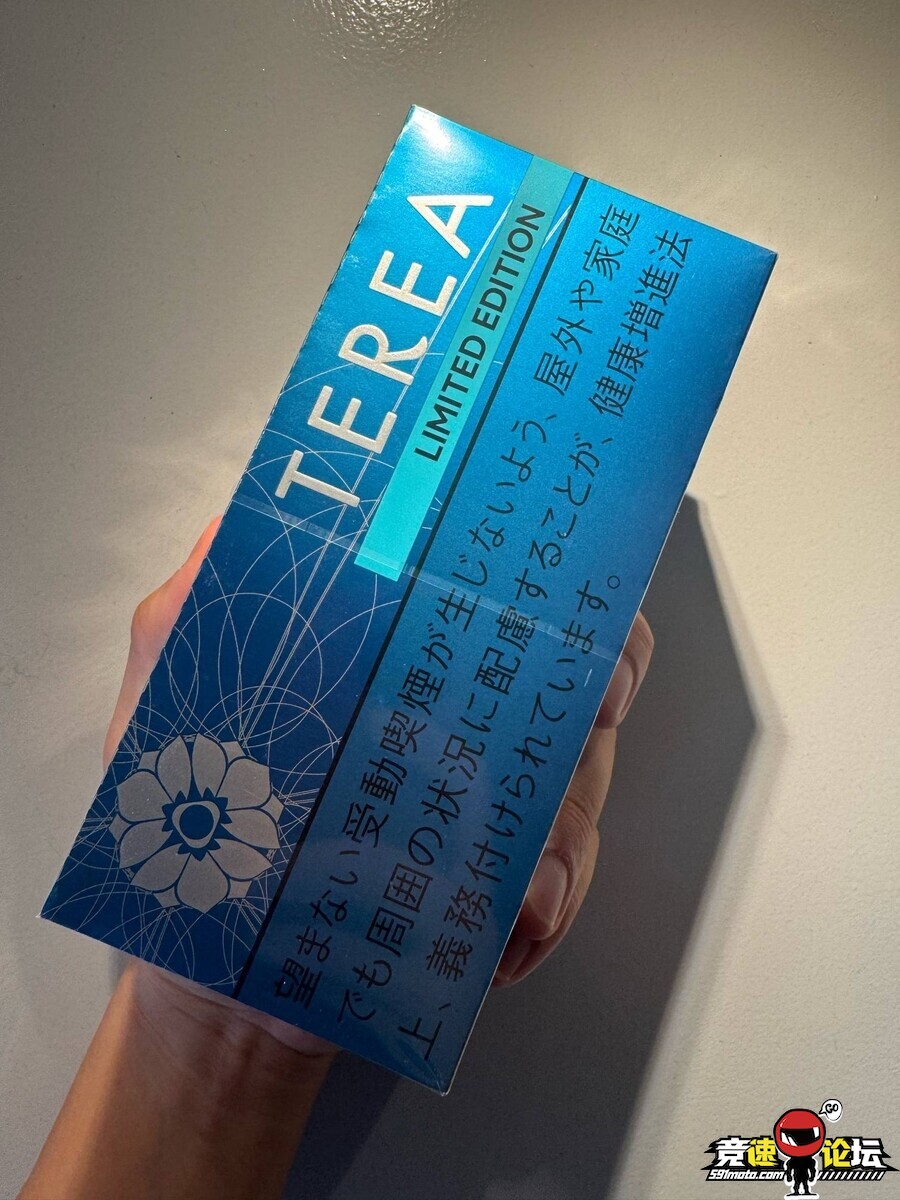 TEREA
LIMITED EDITION
望まない受動喫煙が生じないよう、屋外や家庭
でも周囲の状況に配慮することが、健康増進法
上、義務付けられています。
GO
竞速论坛
591moto.com